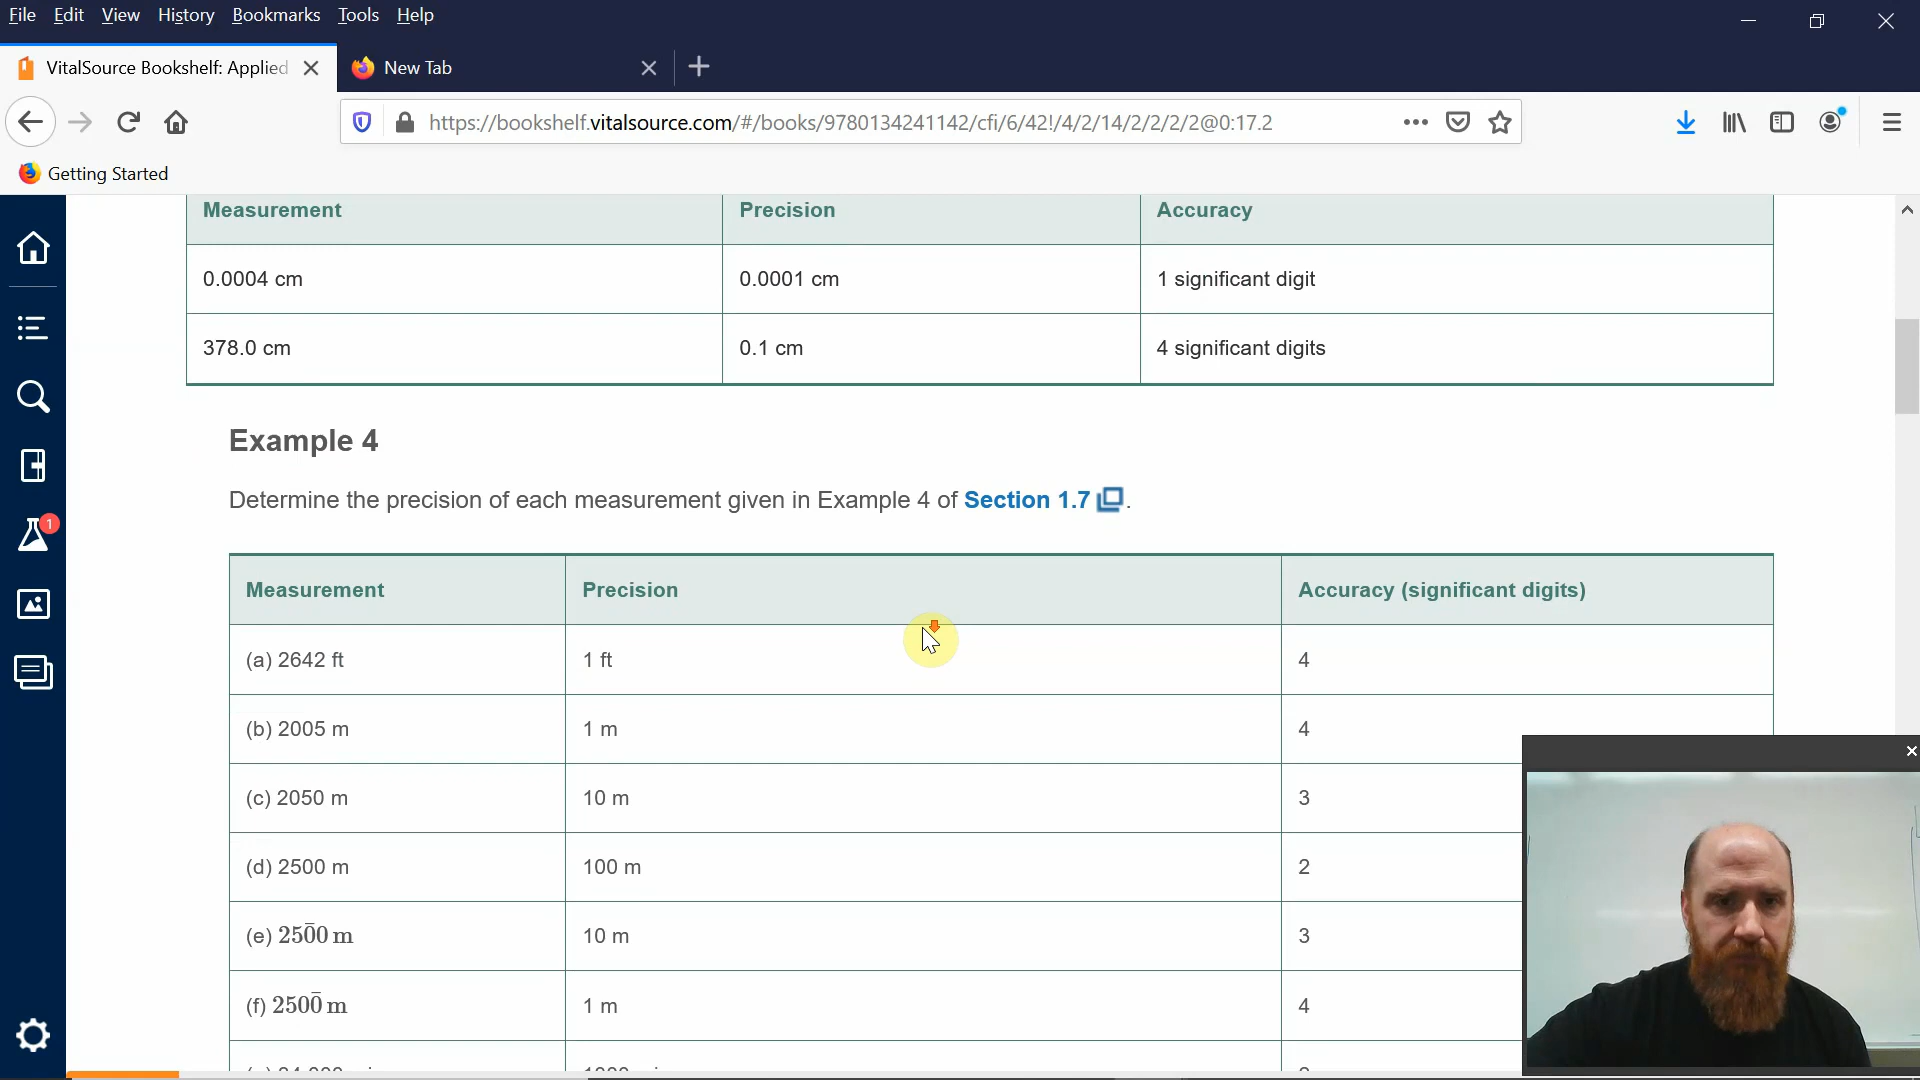 File Edit View History Bookmarks Tools Help
VitalSource Bookshelf: Applied
New Tab
https://bookshelf.vitalsource.com/#/books/9780134241142/cfi/6/42!/4/2/14/2/2/2/2@0:17.2
Getting Started
Measurement Precision Accuracy
0.0004 cm 0.0001 cm 1 significant digit
378.0 cm 0.1 cm 4 significant digits
Example 4
Determine the precision of each measurement given in Example 4 of Section 1.7.
Measurement Precision Accuracy (significant digits)
(a) 2642 ft 1 ft 4
(b) 2005 m 1 m 4
(c) 2050 m 10 m 3
(d) 2500 m 100 m 2
(e) 250̄0 m 10 m 3
(f) 2500̄ m 1 m 4
1